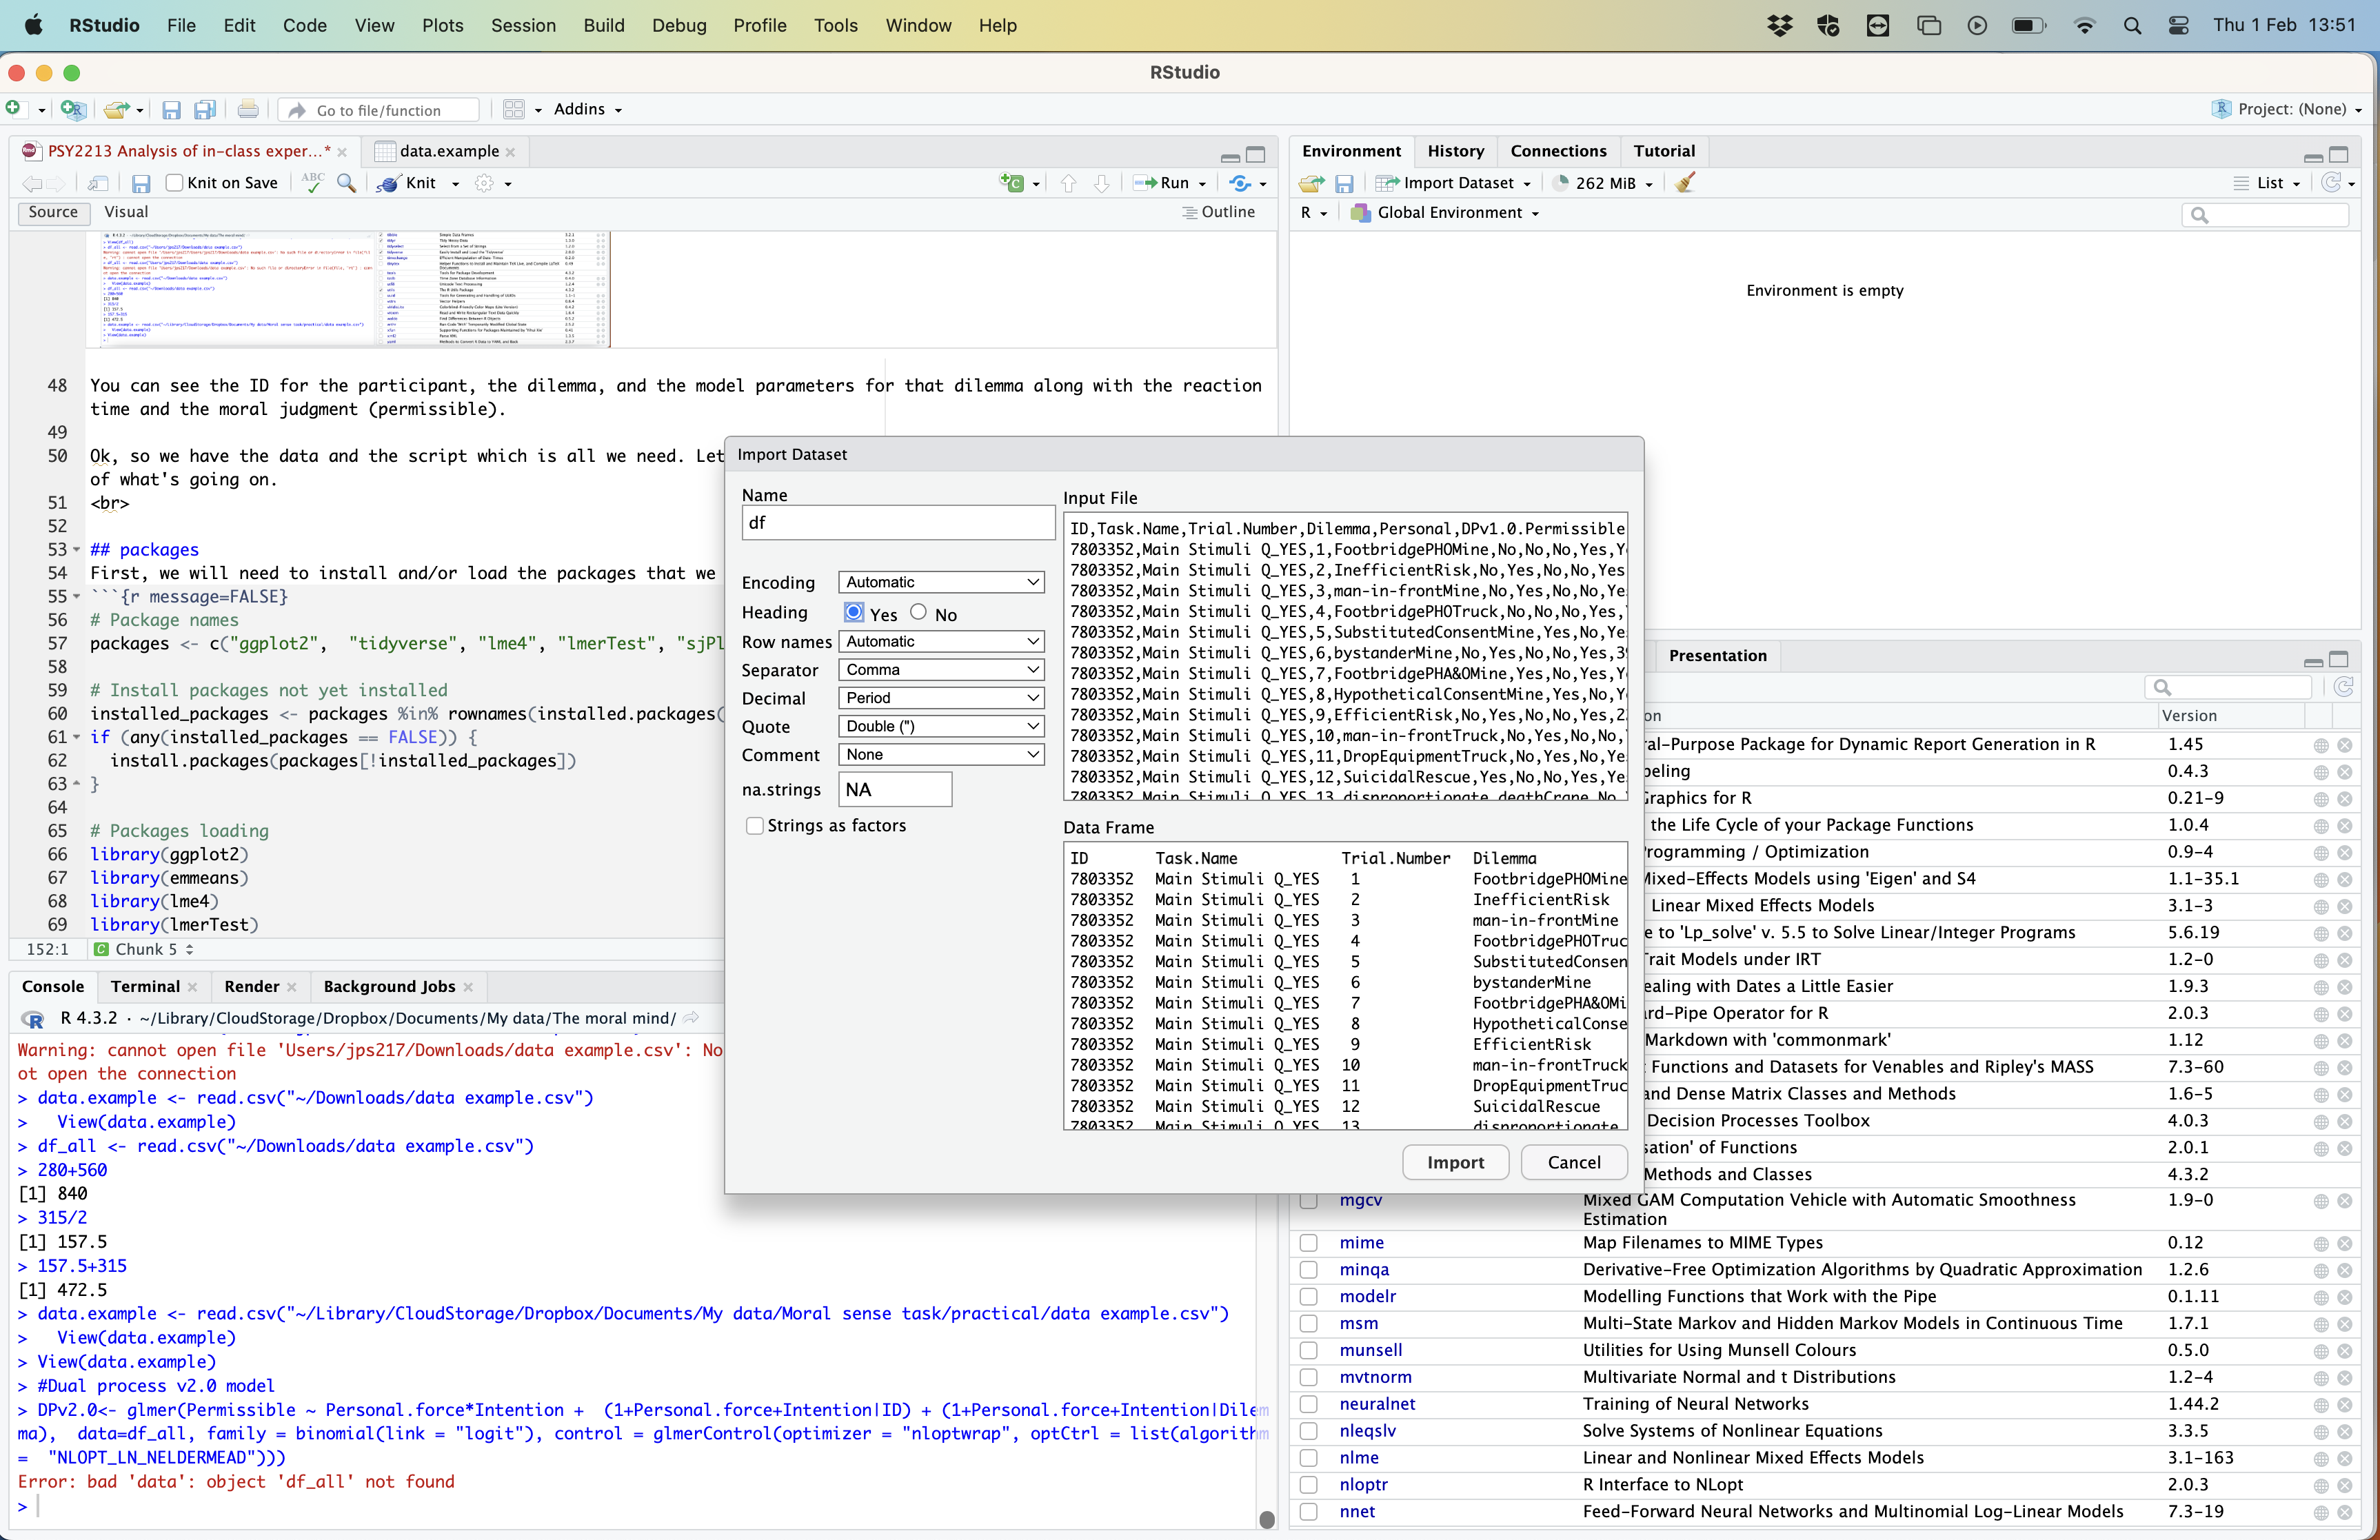 RStudio File Edit Code View Plots Session Build Debug Profile Tools Window Help Thu 1 Feb 13:51
RStudio
Go to file/function Addins Project: (None)
PSY2213 Analysis of in-class exper...* data.example
Knit on Save ABC Knit Run
Source Visual Outline
48 You can see the ID for the participant, the dilemma, and the model parameters for that dilemma along with the reaction
time and the moral judgment (permissible).
49
50 Ok, so we have the data and the script which is all we need. Let
of what's going on.
51 <br>
52
53 ## packages
54 First, we will need to install and/or load the packages that we
55 ```{r message=FALSE}
56 # Package names
57 packages <- c("ggplot2", "tidyverse", "lme4", "lmerTest", "sjPl
58
59 # Install packages not yet installed
60 installed_packages <- packages %in% rownames(installed.packages(
61 if (any(installed_packages == FALSE)) {
62 install.packages(packages[!installed_packages])
63 }
64
65 # Packages loading
66 library(ggplot2)
67 library(emmeans)
68 library(lme4)
69 library(lmerTest)
152:1 Chunk 5
Console Terminal Render Background Jobs
R 4.3.2 · ~/Library/CloudStorage/Dropbox/Documents/My data/The moral mind/
Warning: cannot open file 'Users/jps217/Downloads/data example.csv': No
ot open the connection
> data.example <- read.csv("~/Downloads/data example.csv")
> View(data.example)
> df_all <- read.csv("~/Downloads/data example.csv")
> 280+560
[1] 840
> 315/2
[1] 157.5
> 157.5+315
[1] 472.5
> data.example <- read.csv("~/Library/CloudStorage/Dropbox/Documents/My data/Moral sense task/practical/data example.csv")
> View(data.example)
> View(data.example)
> #Dual process v2.0 model
> DPv2.0<- glmer(Permissible ~ Personal.force*Intention + (1+Personal.force+Intention|ID) + (1+Personal.force+Intention|Dilem
ma), data=df_all, family = binomial(link = "logit"), control = glmerControl(optimizer = "nloptwrap", optCtrl = list(algorithm
= "NLOPT_LN_NELDERMEAD")))
Error: bad 'data': object 'df_all' not found
>
Import Dataset
Name
df
Encoding Automatic
Heading Yes No
Row names Automatic
Separator Comma
Decimal Period
Quote Double (")
Comment None
na.strings NA
Strings as factors
Input File
ID,Task.Name,Trial.Number,Dilemma,Personal,DPv1.0.Permissible
7803352,Main Stimuli Q_YES,1,FootbridgePHOMine,No,No,No,Yes,Y
7803352,Main Stimuli Q_YES,2,InefficientRisk,No,Yes,No,No,Yes
7803352,Main Stimuli Q_YES,3,man-in-frontMine,No,Yes,No,No,Ye
7803352,Main Stimuli Q_YES,4,FootbridgePHOTruck,No,No,No,Yes,
7803352,Main Stimuli Q_YES,5,SubstitutedConsentMine,Yes,No,Ye
7803352,Main Stimuli Q_YES,6,bystanderMine,No,Yes,No,No,Yes,39
7803352,Main Stimuli Q_YES,7,FootbridgePHA&OMine,Yes,No,Yes,Y
7803352,Main Stimuli Q_YES,8,HypotheticalConsentMine,Yes,No,Y
7803352,Main Stimuli Q_YES,9,EfficientRisk,No,Yes,No,No,Yes,2
7803352,Main Stimuli Q_YES,10,man-in-frontTruck,No,Yes,No,No,
7803352,Main Stimuli Q_YES,11,DropEquipmentTruck,No,Yes,No,No
7803352,Main Stimuli Q_YES,12,SuicidalRescue,Yes,No,No,Yes,Ye
7803352,Main Stimuli Q_YES,13,disproportionate deathCrane,No,
Data Frame
ID Task.Name Trial.Number Dilemma
7803352 Main Stimuli Q_YES 1 FootbridgePHOMine
7803352 Main Stimuli Q_YES 2 InefficientRisk
7803352 Main Stimuli Q_YES 3 man-in-frontMine
7803352 Main Stimuli Q_YES 4 FootbridgePHOTruc
7803352 Main Stimuli Q_YES 5 SubstitutedConsen
7803352 Main Stimuli Q_YES 6 bystanderMine
7803352 Main Stimuli Q_YES 7 FootbridgePHA&OMi
7803352 Main Stimuli Q_YES 8 HypotheticalConse
7803352 Main Stimuli Q_YES 9 EfficientRisk
7803352 Main Stimuli Q_YES 10 man-in-frontTruck
7803352 Main Stimuli Q_YES 11 DropEquipmentTruc
7803352 Main Stimuli Q_YES 12 SuicidalRescue
7803352 Main Stimuli Q_YES 13 disproportionate
Import Cancel
Environment History Connections Tutorial
Import Dataset 262 MiB List
R Global Environment
Environment is empty
Presentation
on Version
ral-Purpose Package for Dynamic Report Generation in R 1.45
beling 0.4.3
Graphics for R 0.21-9
the Life Cycle of your Package Functions 1.0.4
rogramming / Optimization 0.9-4
Mixed-Effects Models using 'Eigen' and S4 1.1-35.1
Linear Mixed Effects Models 3.1-3
e to 'Lp_solve' v. 5.5 to Solve Linear/Integer Programs 5.6.19
Trait Models under IRT 1.2-0
ealing with Dates a Little Easier 1.9.3
rd-Pipe Operator for R 2.0.3
Markdown with 'commonmark' 1.12
Functions and Datasets for Venables and Ripley's MASS 7.3-60
and Dense Matrix Classes and Methods 1.6-5
Decision Processes Toolbox 4.0.3
sation' of Functions 2.0.1
Methods and Classes 4.3.2
mgcv Mixed GAM Computation Vehicle with Automatic Smoothness 1.9-0
Estimation
mime Map Filenames to MIME Types 0.12
minqa Derivative-Free Optimization Algorithms by Quadratic Approximation 1.2.6
modelr Modelling Functions that Work with the Pipe 0.1.11
msm Multi-State Markov and Hidden Markov Models in Continuous Time 1.7.1
munsell Utilities for Using Munsell Colours 0.5.0
mvtnorm Multivariate Normal and t Distributions 1.2-4
neuralnet Training of Neural Networks 1.44.2
nleqslv Solve Systems of Nonlinear Equations 3.3.5
nlme Linear and Nonlinear Mixed Effects Models 3.1-163
nloptr R Interface to NLopt 2.0.3
nnet Feed-Forward Neural Networks and Multinomial Log-Linear Models 7.3-19